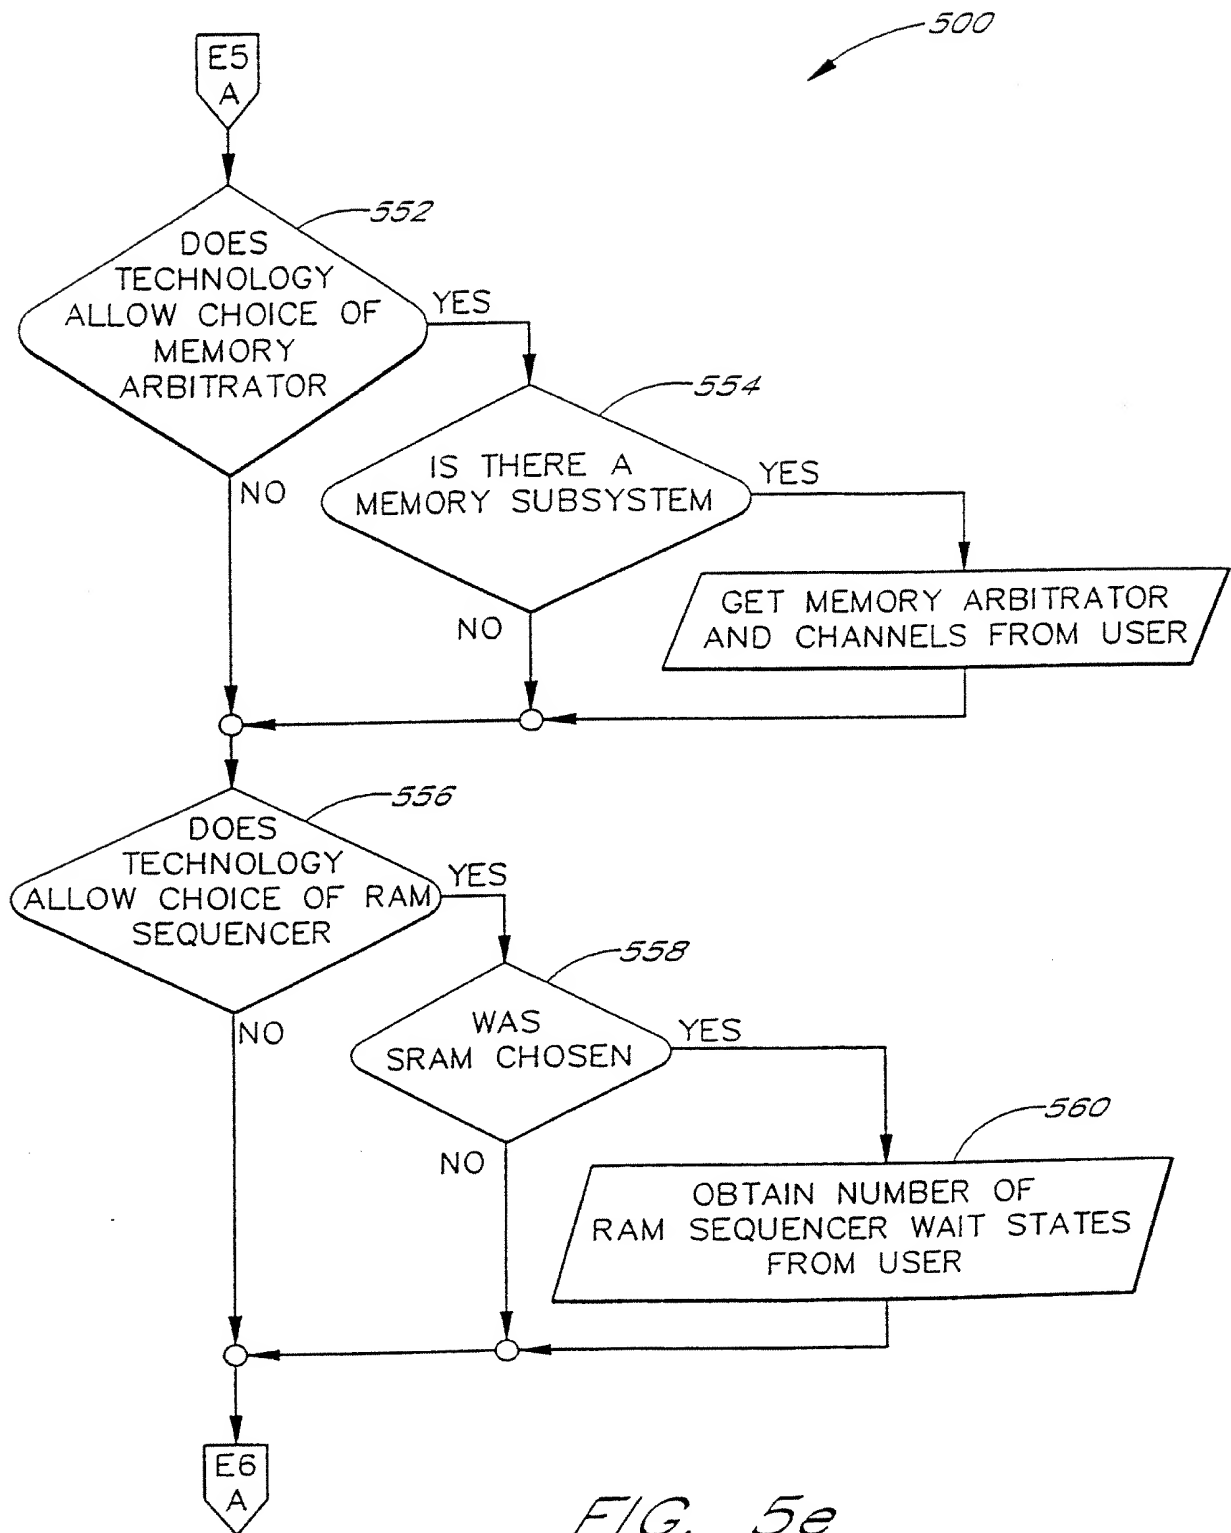 500
E5
A
552
DOES
TECHNOLOGY
ALLOW CHOICE OF
MEMORY
ARBITRATOR
YES
NO
554
IS THERE A
MEMORY SUBSYSTEM
YES
NO
GET MEMORY ARBITRATOR
AND CHANNELS FROM USER
556
DOES
TECHNOLOGY
ALLOW CHOICE OF RAM
SEQUENCER
YES
NO
558
WAS
SRAM CHOSEN
YES
NO
560
OBTAIN NUMBER OF
RAM SEQUENCER WAIT STATES
FROM USER
E6
A
FIG. 5e